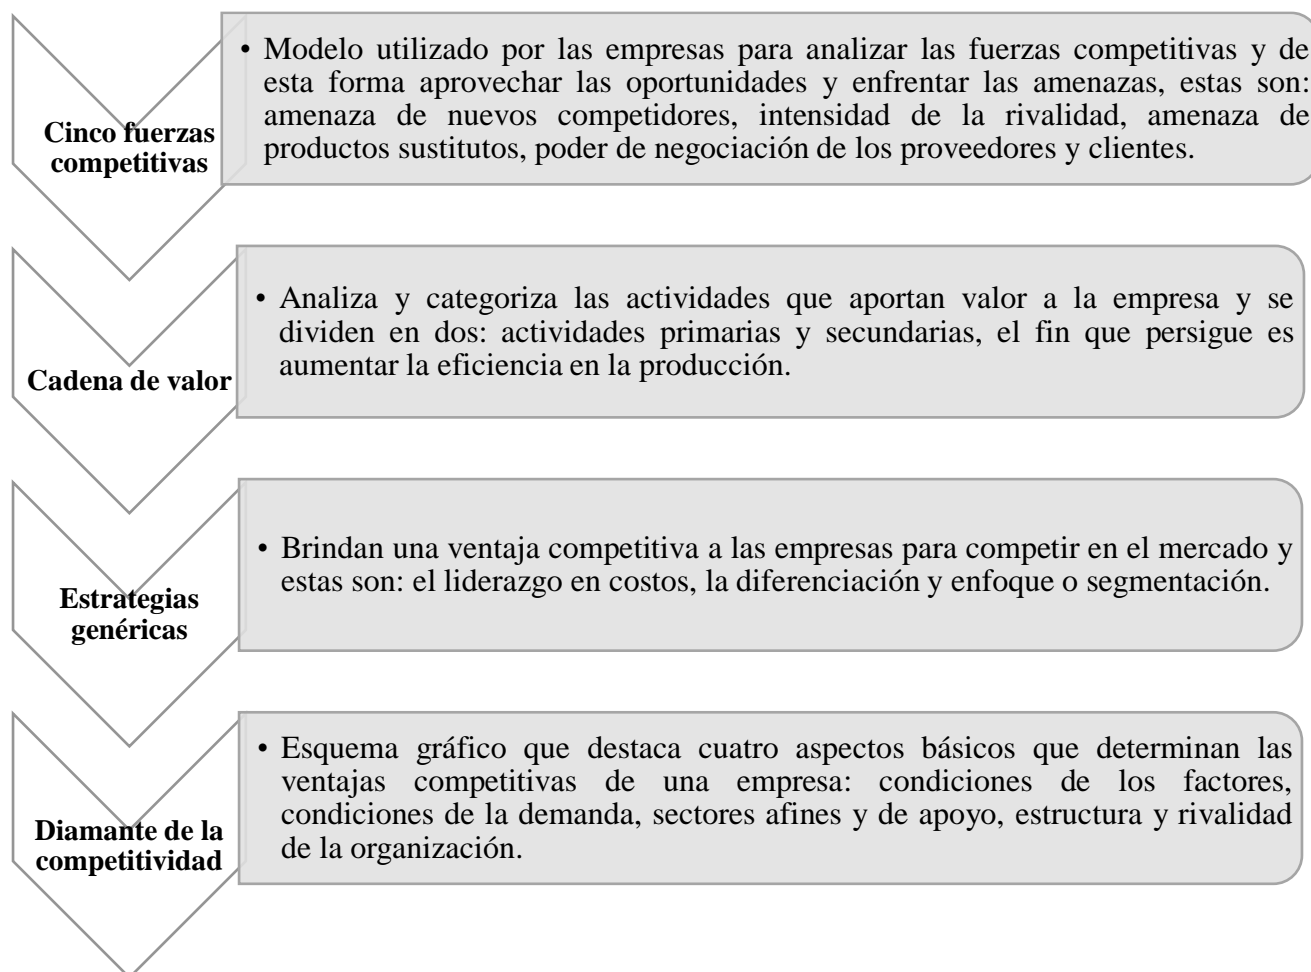 Cinco fuerzas
competitivas
• Modelo utilizado por las empresas para analizar las fuerzas competitivas y de
esta forma aprovechar las oportunidades y enfrentar las amenazas, estas son:
amenaza de nuevos competidores, intensidad de la rivalidad, amenaza de
productos sustitutos, poder de negociación de los proveedores y clientes.
Cadena de valor
• Analiza y categoriza las actividades que aportan valor a la empresa y se
dividen en dos: actividades primarias y secundarias, el fin que persigue es
aumentar la eficiencia en la producción.
Estrategias
genéricas
• Brindan una ventaja competitiva a las empresas para competir en el mercado y
estas son: el liderazgo en costos, la diferenciación y enfoque o segmentación.
Diamante de la
competitividad
• Esquema gráfico que destaca cuatro aspectos básicos que determinan las
ventajas competitivas de una empresa: condiciones de los factores,
condiciones de la demanda, sectores afines y de apoyo, estructura y rivalidad
de la organización.